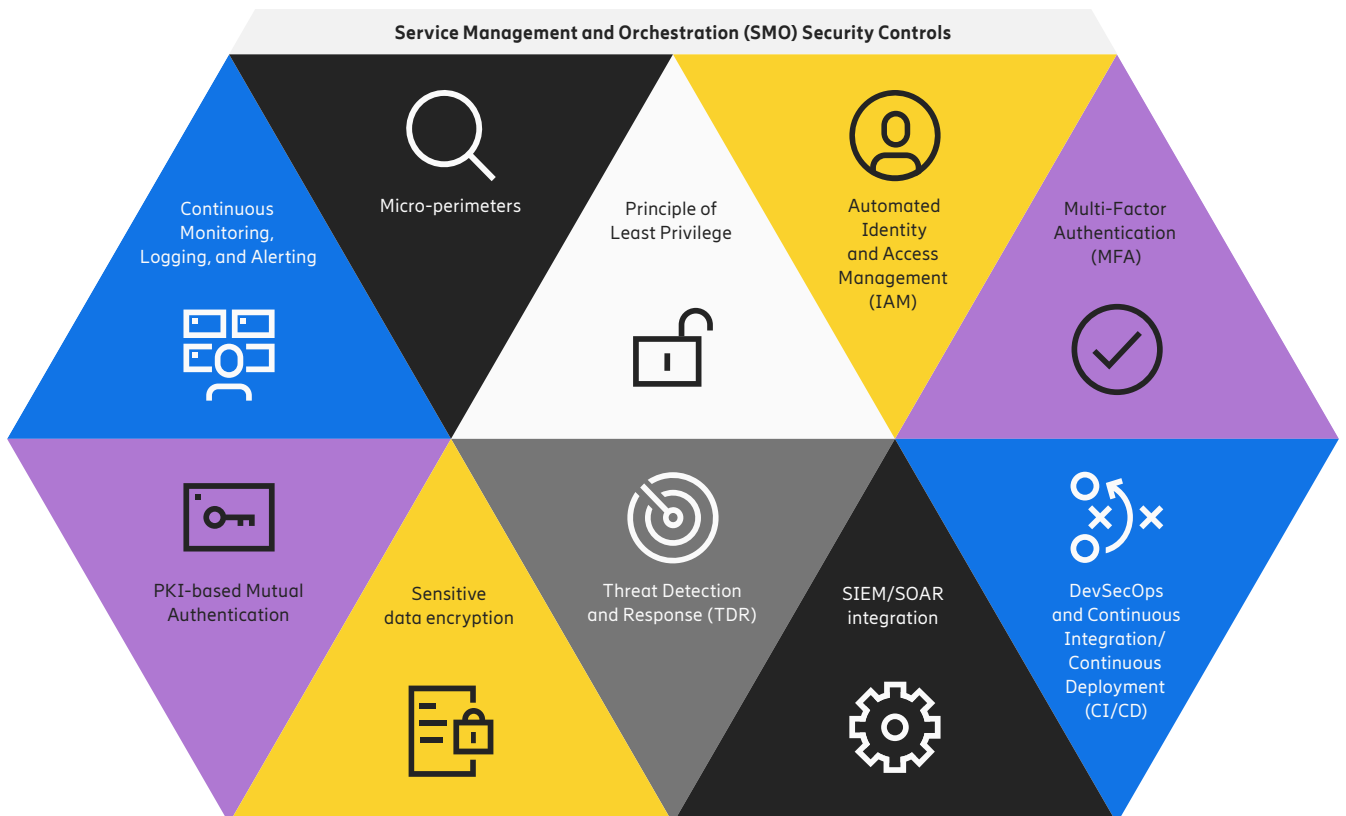 Service Management and Orchestration (SMO) Security Controls
Continuous
Monitoring,
Logging, and Alerting
Micro-perimeters
Principle of
Least Privilege
Automated
Identity
and Access
Management
(IAM)
Multi-Factor
Authentication
(MFA)
PKI-based Mutual
Authentication
Sensitive
data encryption
Threat Detection
and Response (TDR)
SIEM/SOAR
integration
DevSecOps
and Continuous
Integration/
Continuous
Deployment
(CI/CD)